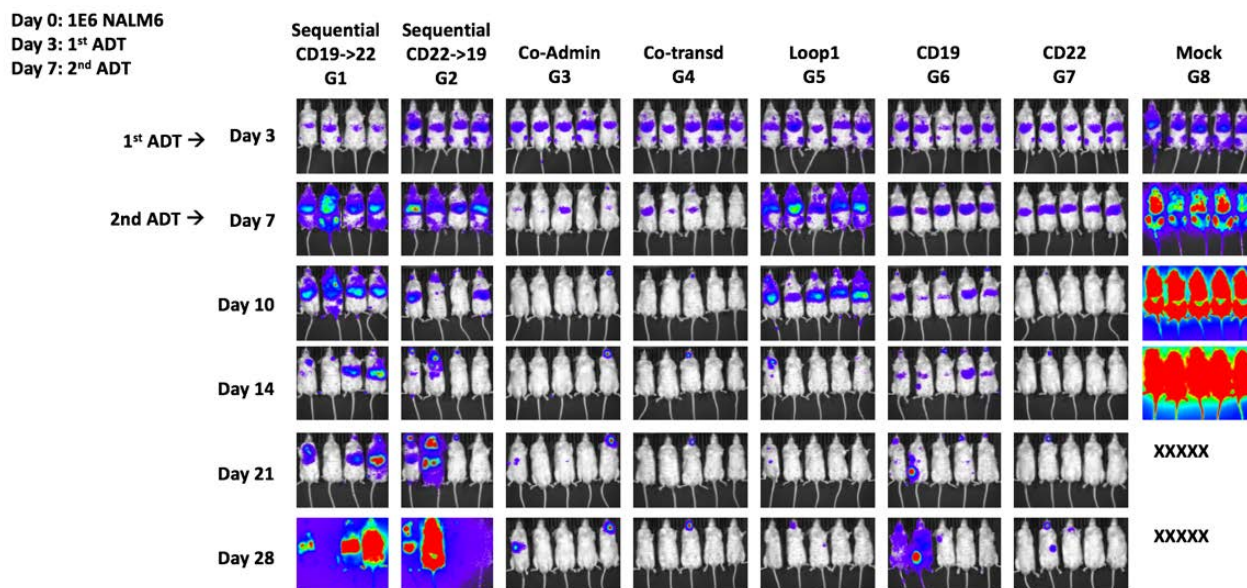 Day 0: 1E6 NALM6
Day 3: 1st ADT
Day 7: 2nd ADT
Sequential
CD19->22
G1
Sequential
CD22->19
G2
Co-Admin
G3
Co-transd
G4
Loop1
G5
CD19
G6
CD22
G7
Mock
G8
1st ADT → Day 3
2nd ADT → Day 7
Day 10
Day 14
Day 21
XXXXX
Day 28
XXXXX